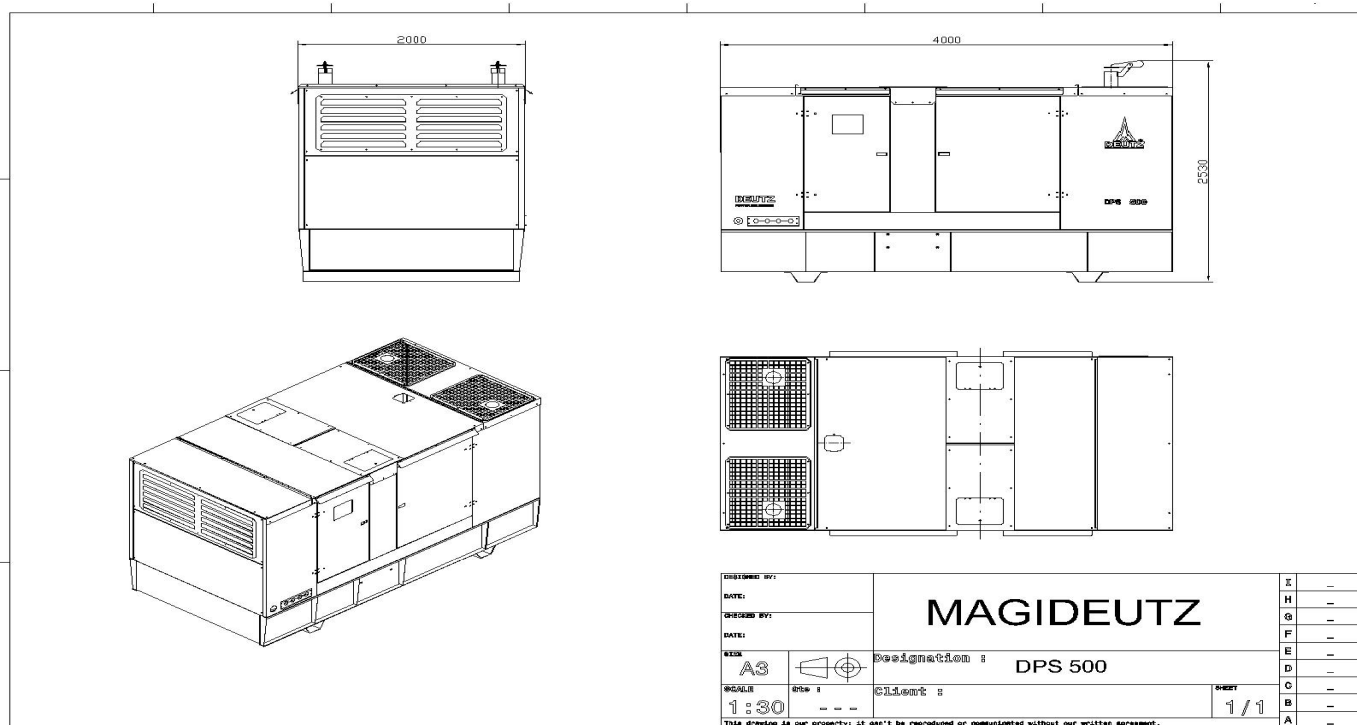 2000
4000
2530
DEUTZ
DEUTZ
DPS 500
DESIGNED BY:
DATE:
CHECKED BY:
DATE:
MAGIDEUTZ
SIZE
A3
Designation :
DPS 500
SCALE
1:30
Qte :
---
Client :
SHEET
1/1
This drawing is our property; it can't be reproduced or communicated without our written agreement.
I _
H _
G _
F _
E _
D _
C _
B _
A _